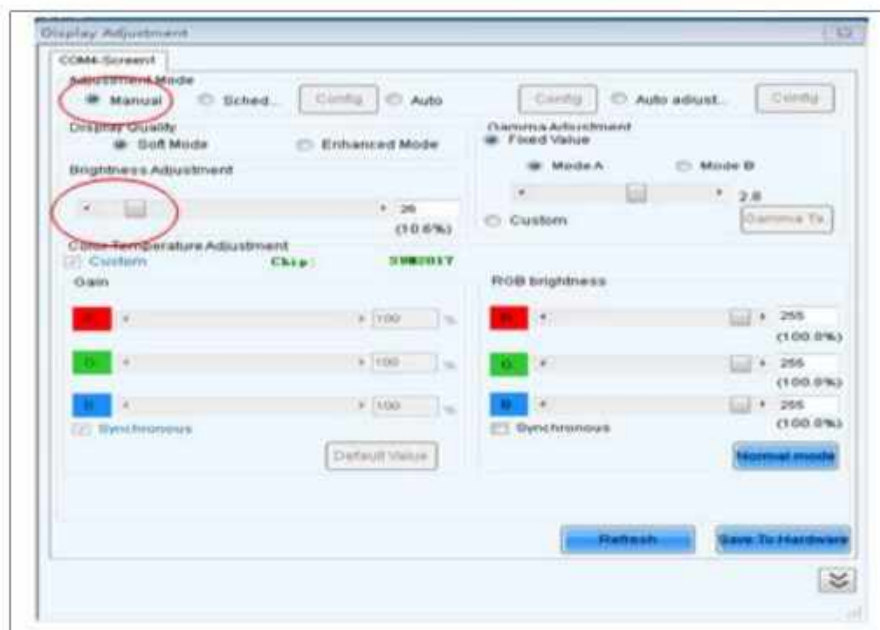 Display Adjustment
COM4-Screen1
Adjustment Mode
Manual Sched... Config Auto Config Auto adjust... Config
Display Quality
Soft Mode Enhanced Mode
Gamma Adjustment
Fixed Value
Mode A Mode B
2.8
Custom
Brightness Adjustment
26
(10.6%)
Color Temperature Adjustment
Custom Chip:
Gain
R 100 %
G 100 %
B 100 %
Synchronous
Default Value
RGB brightness
R 255
(100.0%)
G 255
(100.0%)
B 255
(100.0%)
Synchronous
Normal mode
Refresh Save To Hardware